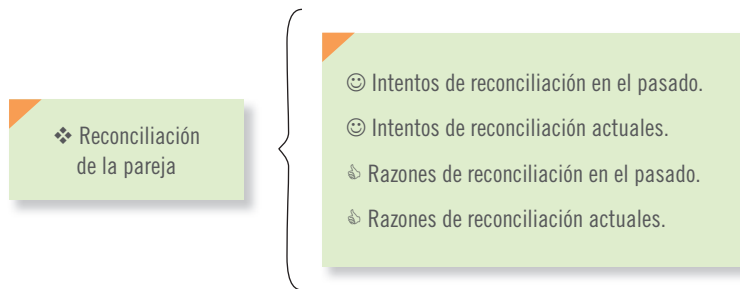 ❖ Reconciliación
de la pareja
☺ Intentos de reconciliación en el pasado.
☺ Intentos de reconciliación actuales.
👍 Razones de reconciliación en el pasado.
👍 Razones de reconciliación actuales.